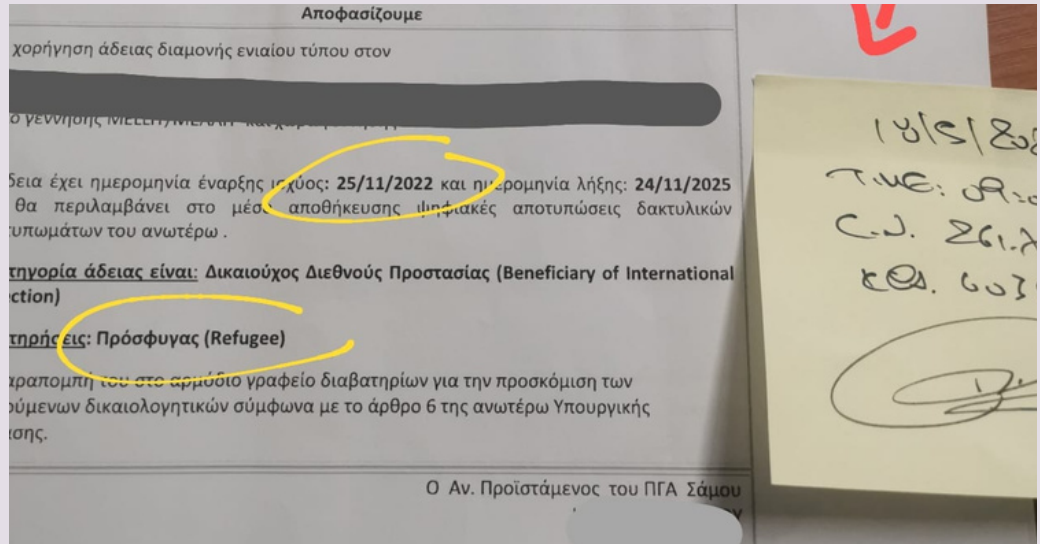 Αποφασίζουμε
χορήγηση άδειας διαμονής ενιαίου τύπου στον
γέννησης
δεια έχει ημερομηνία έναρξης ισχύος: 25/11/2022 και ημερομηνία λήξης: 24/11/2025
θα περιλαμβάνει στο μέσο αποθήκευσης ψηφιακές αποτυπώσεις δακτυλικών
τυπωμάτων του ανωτέρω .
τηγορία άδειας είναι: Δικαιούχος Διεθνούς Προστασίας (Beneficiary of International
ction)
τηρήσεις: Πρόσφυγας (Refugee)
αραπομπή του στο αρμόδιο γραφείο διαβατηρίων για την προσκόμιση των
ούμενων δικαιολογητικών σύμφωνα με το άρθρο 6 της ανωτέρω Υπουργικής
ασης.
Ο Αν. Προϊστάμενος του ΠΓΑ Σάμου